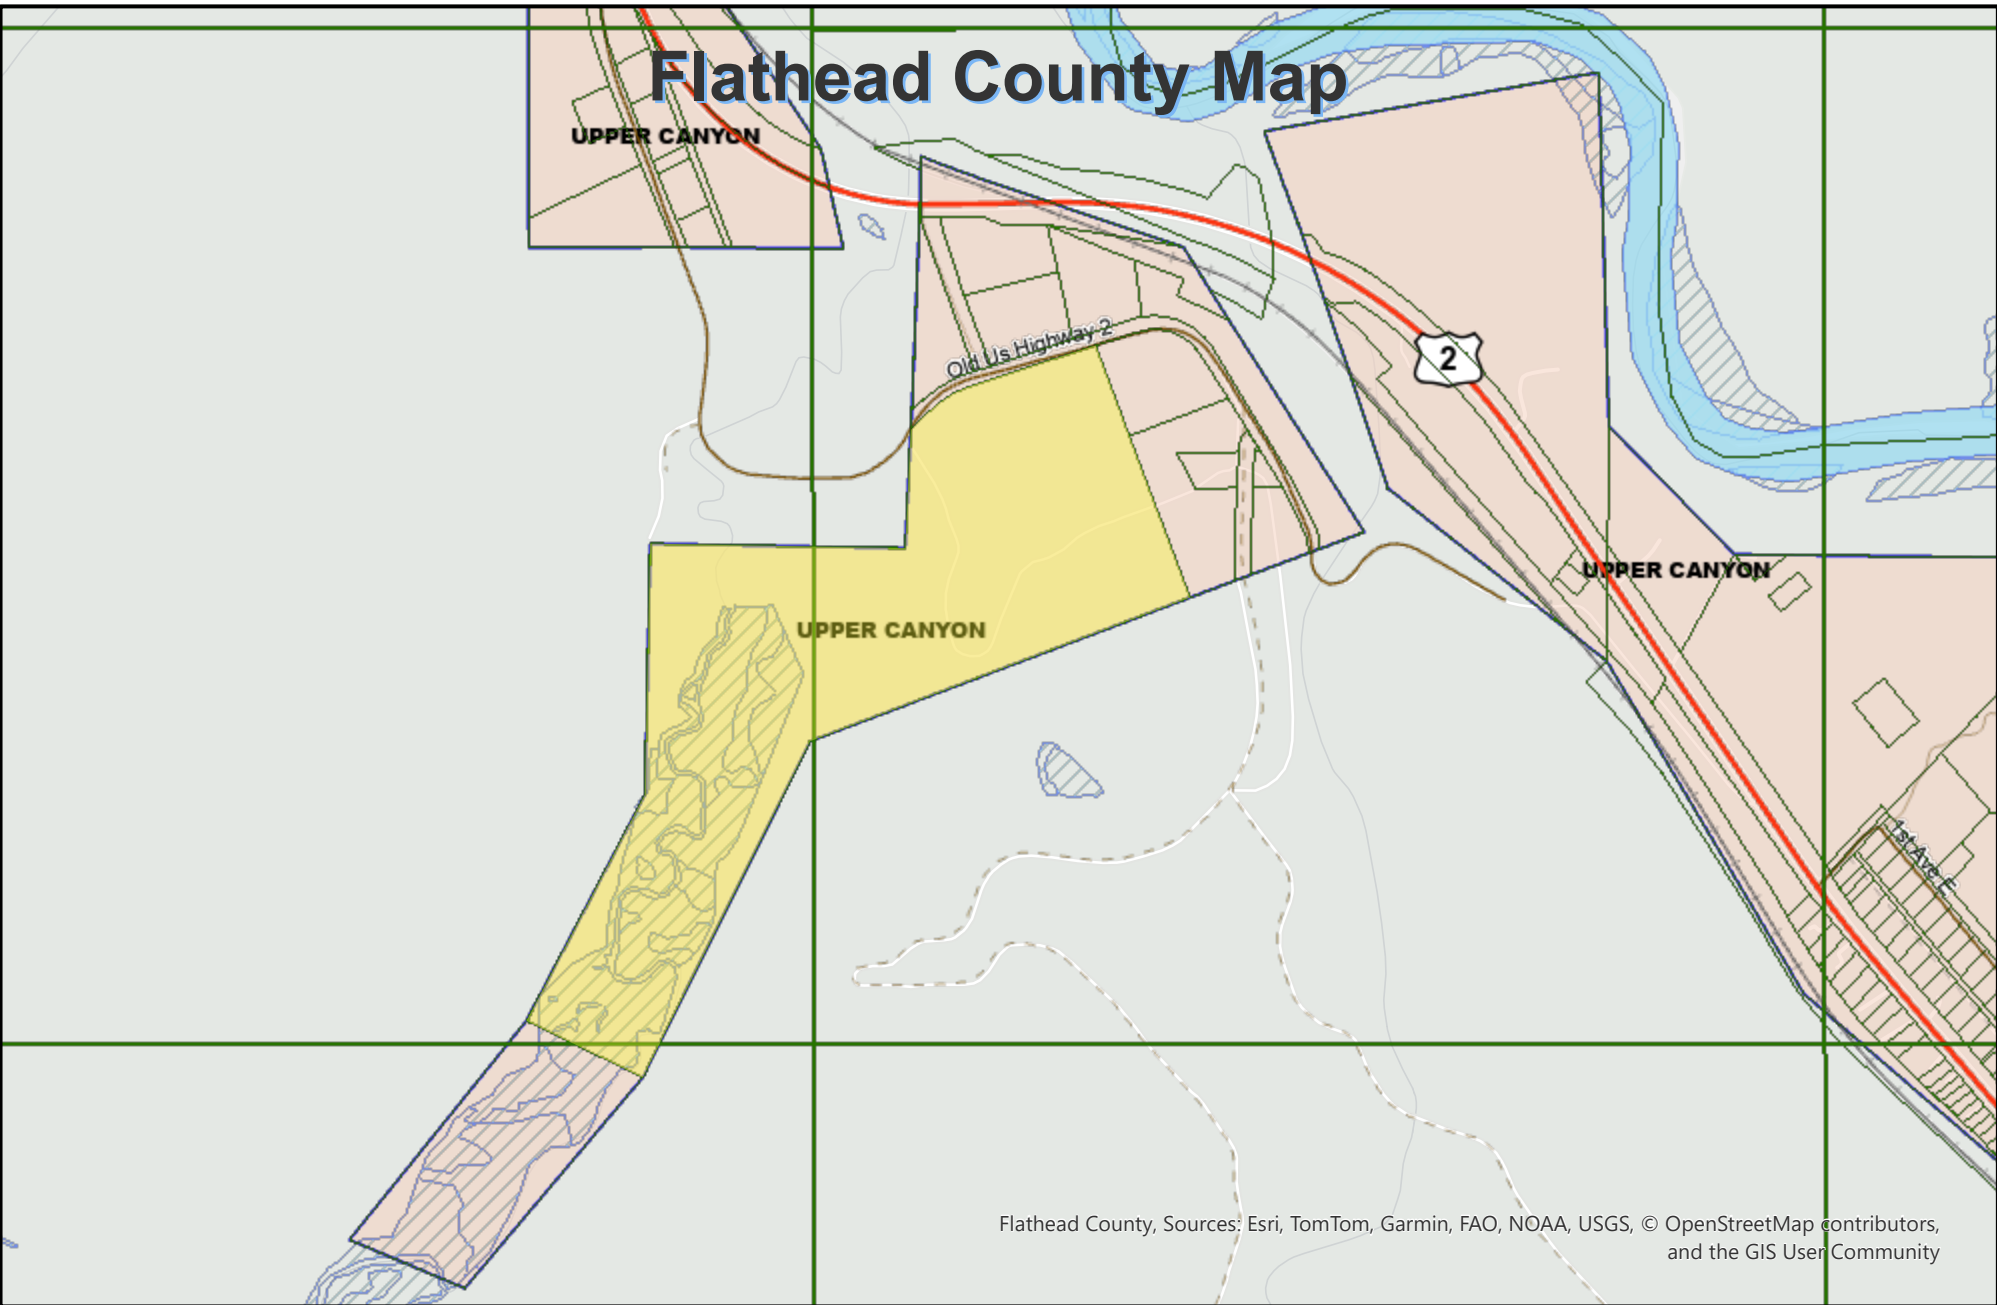 Flathead County Map
UPPER CANYON
Old Us Highway 2
2
UPPER CANYON
UPPER CANYON
1st Ave E
Flathead County, Sources: Esri, TomTom, Garmin, FAO, NOAA, USGS, © OpenStreetMap contributors,
and the GIS User Community